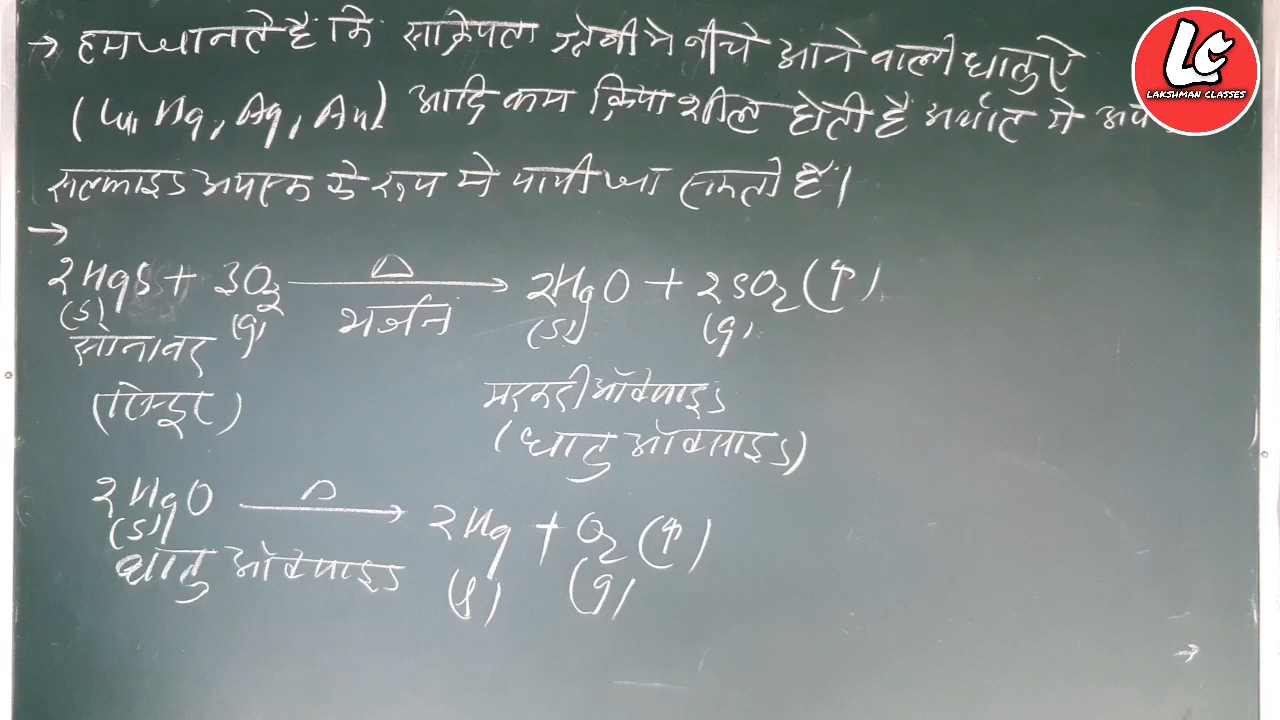 → हम जानते हैं कि सक्रियता श्रेणी मे नीचे आने वाली धातुऐ
(Cu, Hg, Ag, Au) आदि कम क्रियाशील होती है अर्थात ये
सल्फाइड अयस्क के रूप मे पायी जा सकती हैं।
→
2HgS + 3O2 —Δ→ 2HgO + 2SO2 (↑)
(s) (g) भर्जन (s) (g)
सीनाबार
(सिन्दूर)
मरकरी ऑक्साइड
(धातु ऑक्साइड)
2HgO —Δ→ 2Hg + O2 (↑)
(s) (l) (g)
धातु ऑक्साइड
→
LC
LAKSHMAN CLASSES